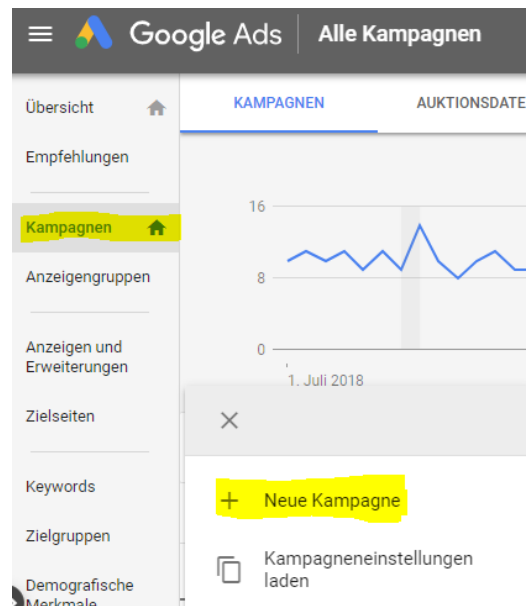 Google Ads Alle Kampagnen
Übersicht
KAMPAGNEN AUKTIONSDATE
Empfehlungen
Kampagnen
Anzeigengruppen
Anzeigen und
Erweiterungen
Zielseiten
Keywords
Zielgruppen
Demografische
Merkmale
16
8
0
1. Juli 2018
Neue Kampagne
Kampagneneinstellungen
laden